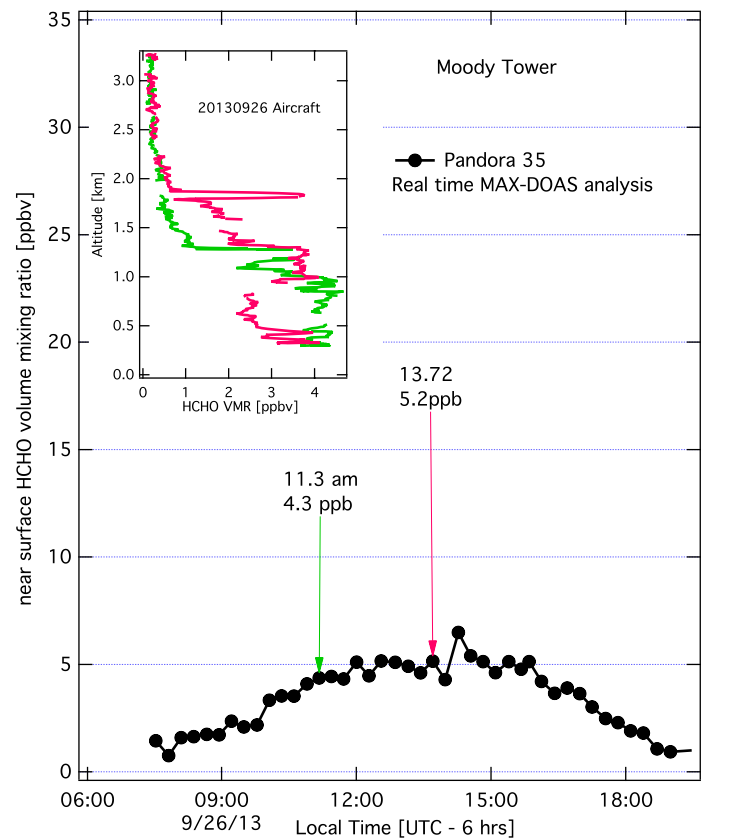 35
30
25
20
15
10
5
0
near surface HCHO volume mixing ratio [ppbv]
Moody Tower
Pandora 35
Real time MAX-DOAS analysis
20130926 Aircraft
3.0
2.5
2.0
1.5
1.0
0.5
0.0
Altitude [km]
0 1 2 3 4
HCHO VMR [ppbv]
13.72
5.2ppb
11.3 am
4.3 ppb
06:00 09:00 12:00 15:00 18:00
9/26/13
Local Time [UTC - 6 hrs]